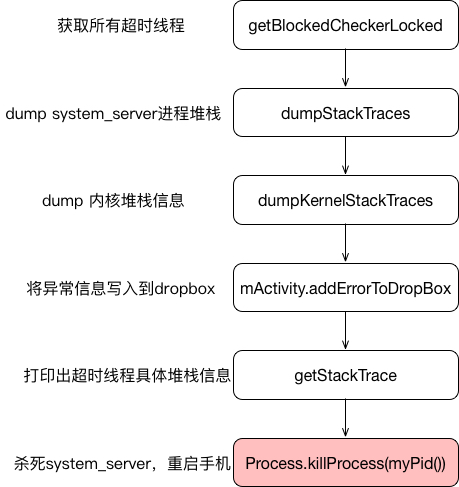 获取所有超时线程
getBlockedCheckerLocked
dump system_server进程堆栈
dumpStackTraces
dump 内核堆栈信息
dumpKernelStackTraces
将异常信息写入到dropbox
mActivity.addErrorToDropBox
打印出超时线程具体堆栈信息
getStackTrace
杀死system_server，重启手机
Process.killProcess(myPid())